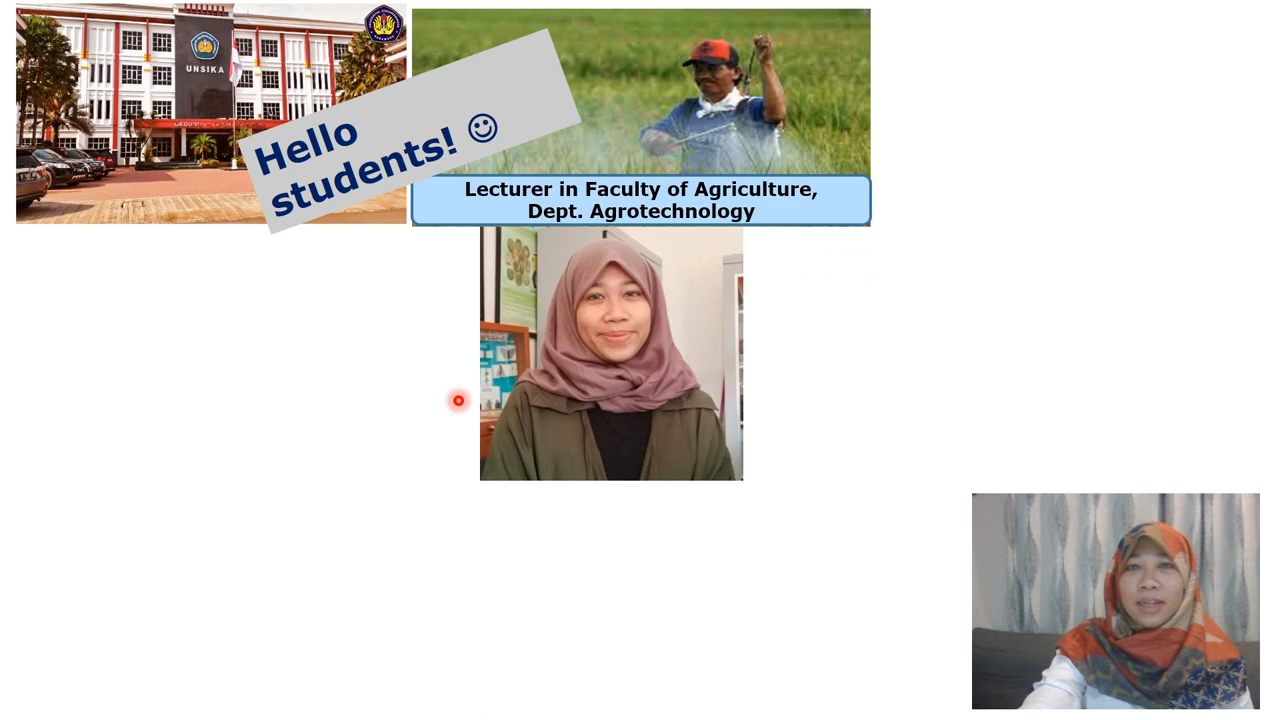 UNSIKA
Hello
students! ☺
Lecturer in Faculty of Agriculture,
Dept. Agrotechnology